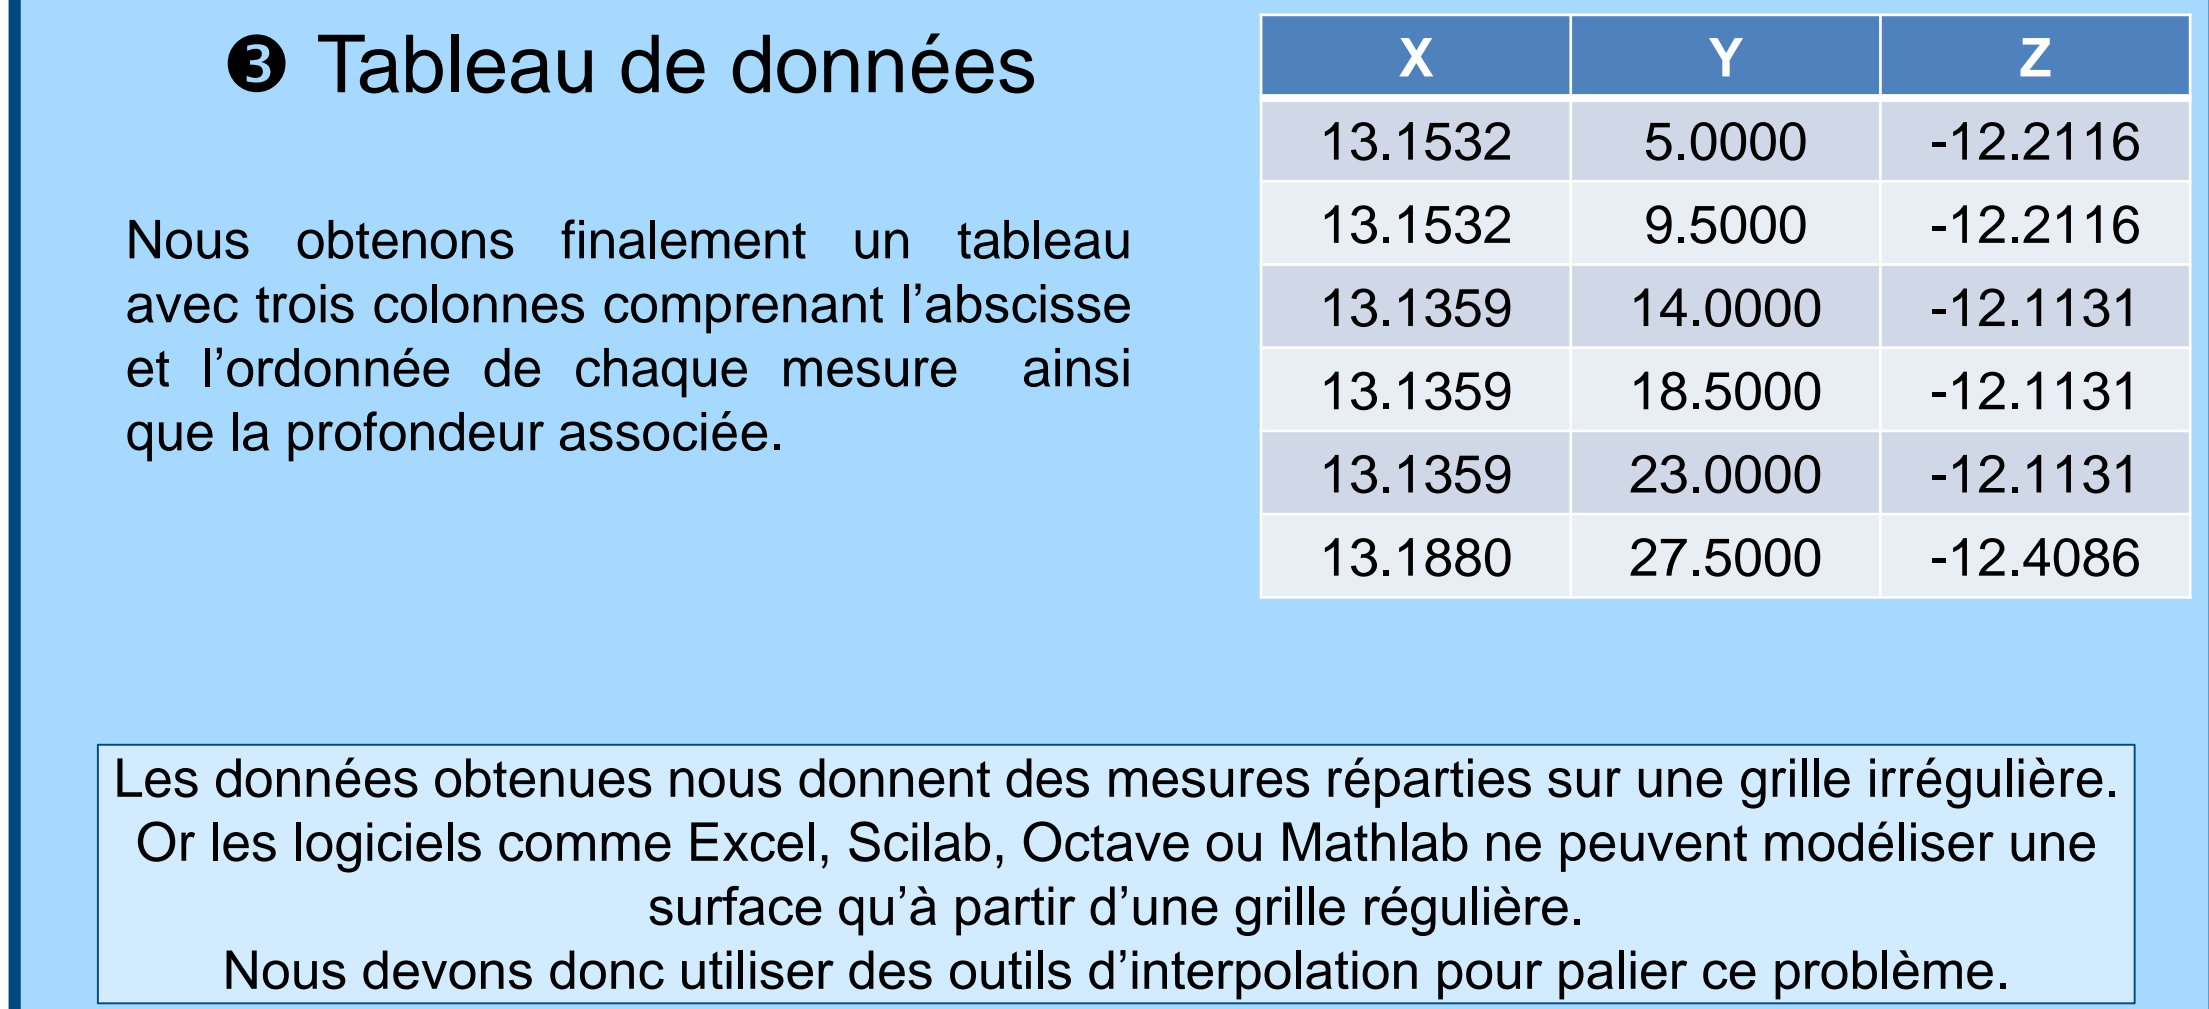 ❸ Tableau de données
Nous obtenons finalement un tableau
avec trois colonnes comprenant l’abscisse
et l’ordonnée de chaque mesure ainsi
que la profondeur associée.
X Y Z
13.1532 5.0000 -12.2116
13.1532 9.5000 -12.2116
13.1359 14.0000 -12.1131
13.1359 18.5000 -12.1131
13.1359 23.0000 -12.1131
13.1880 27.5000 -12.4086
Les données obtenues nous donnent des mesures réparties sur une grille irrégulière.
Or les logiciels comme Excel, Scilab, Octave ou Mathlab ne peuvent modéliser une
surface qu’à partir d’une grille régulière.
Nous devons donc utiliser des outils d’interpolation pour palier ce problème.